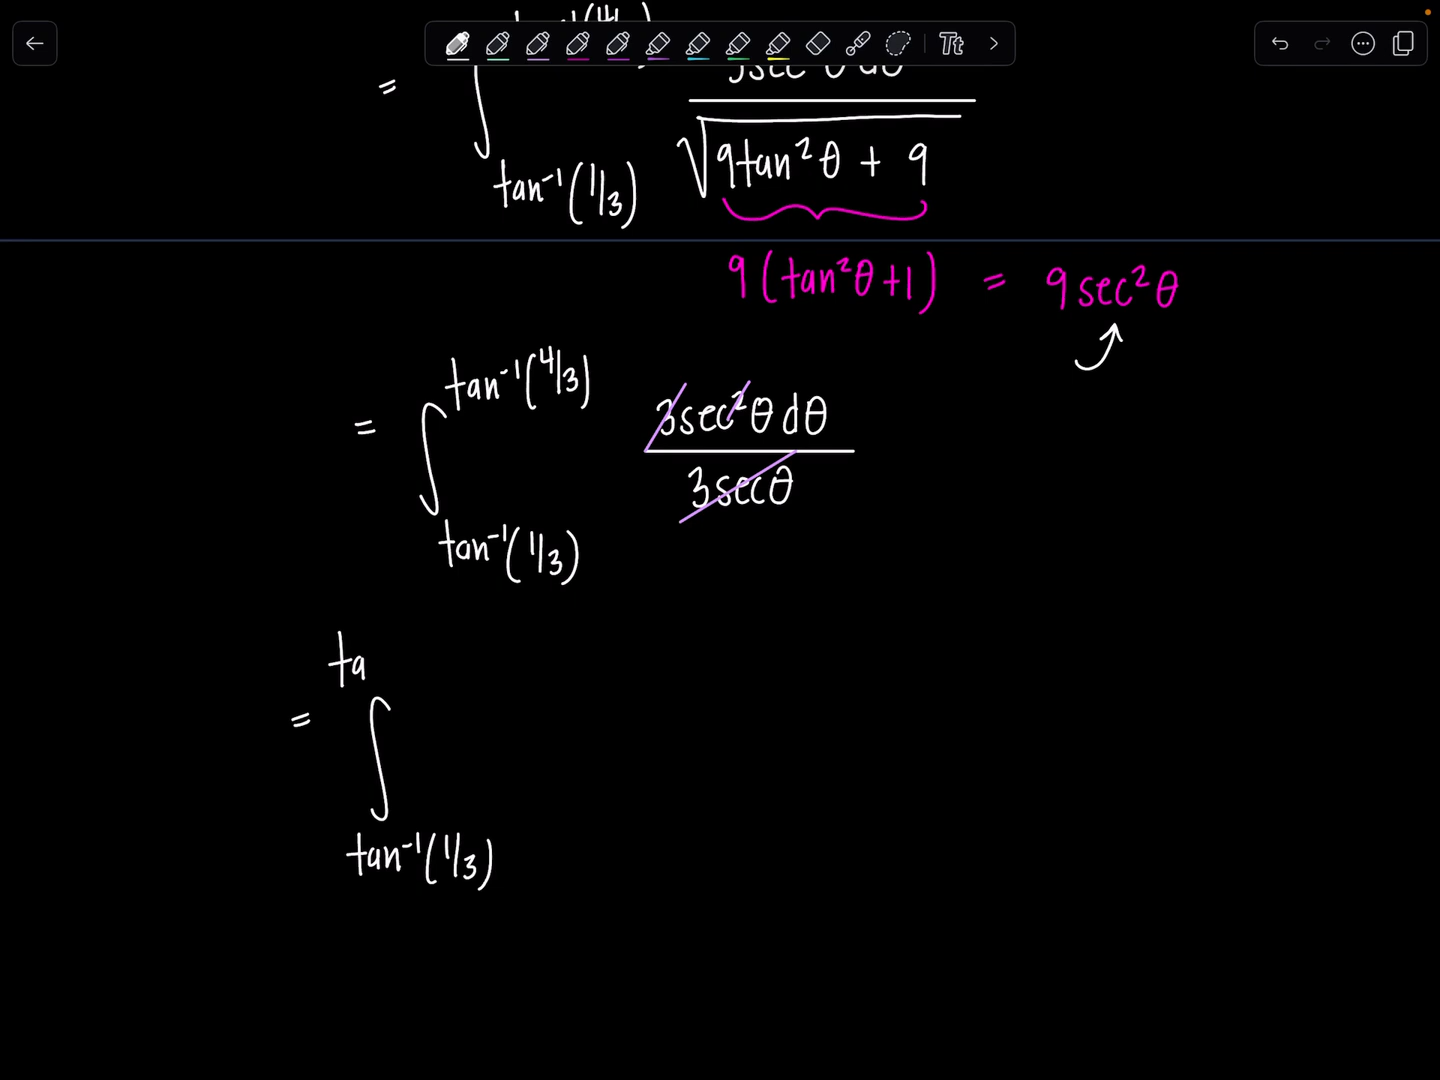 Tt
= ∫
tan⁻¹(1/3) √9tan²θ + 9
9(tan²θ+1) = 9sec²θ
= ∫ tan⁻¹(4/3) 3sec²θ dθ
3secθ
tan⁻¹(1/3)
ta
= ∫
tan⁻¹(1/3)